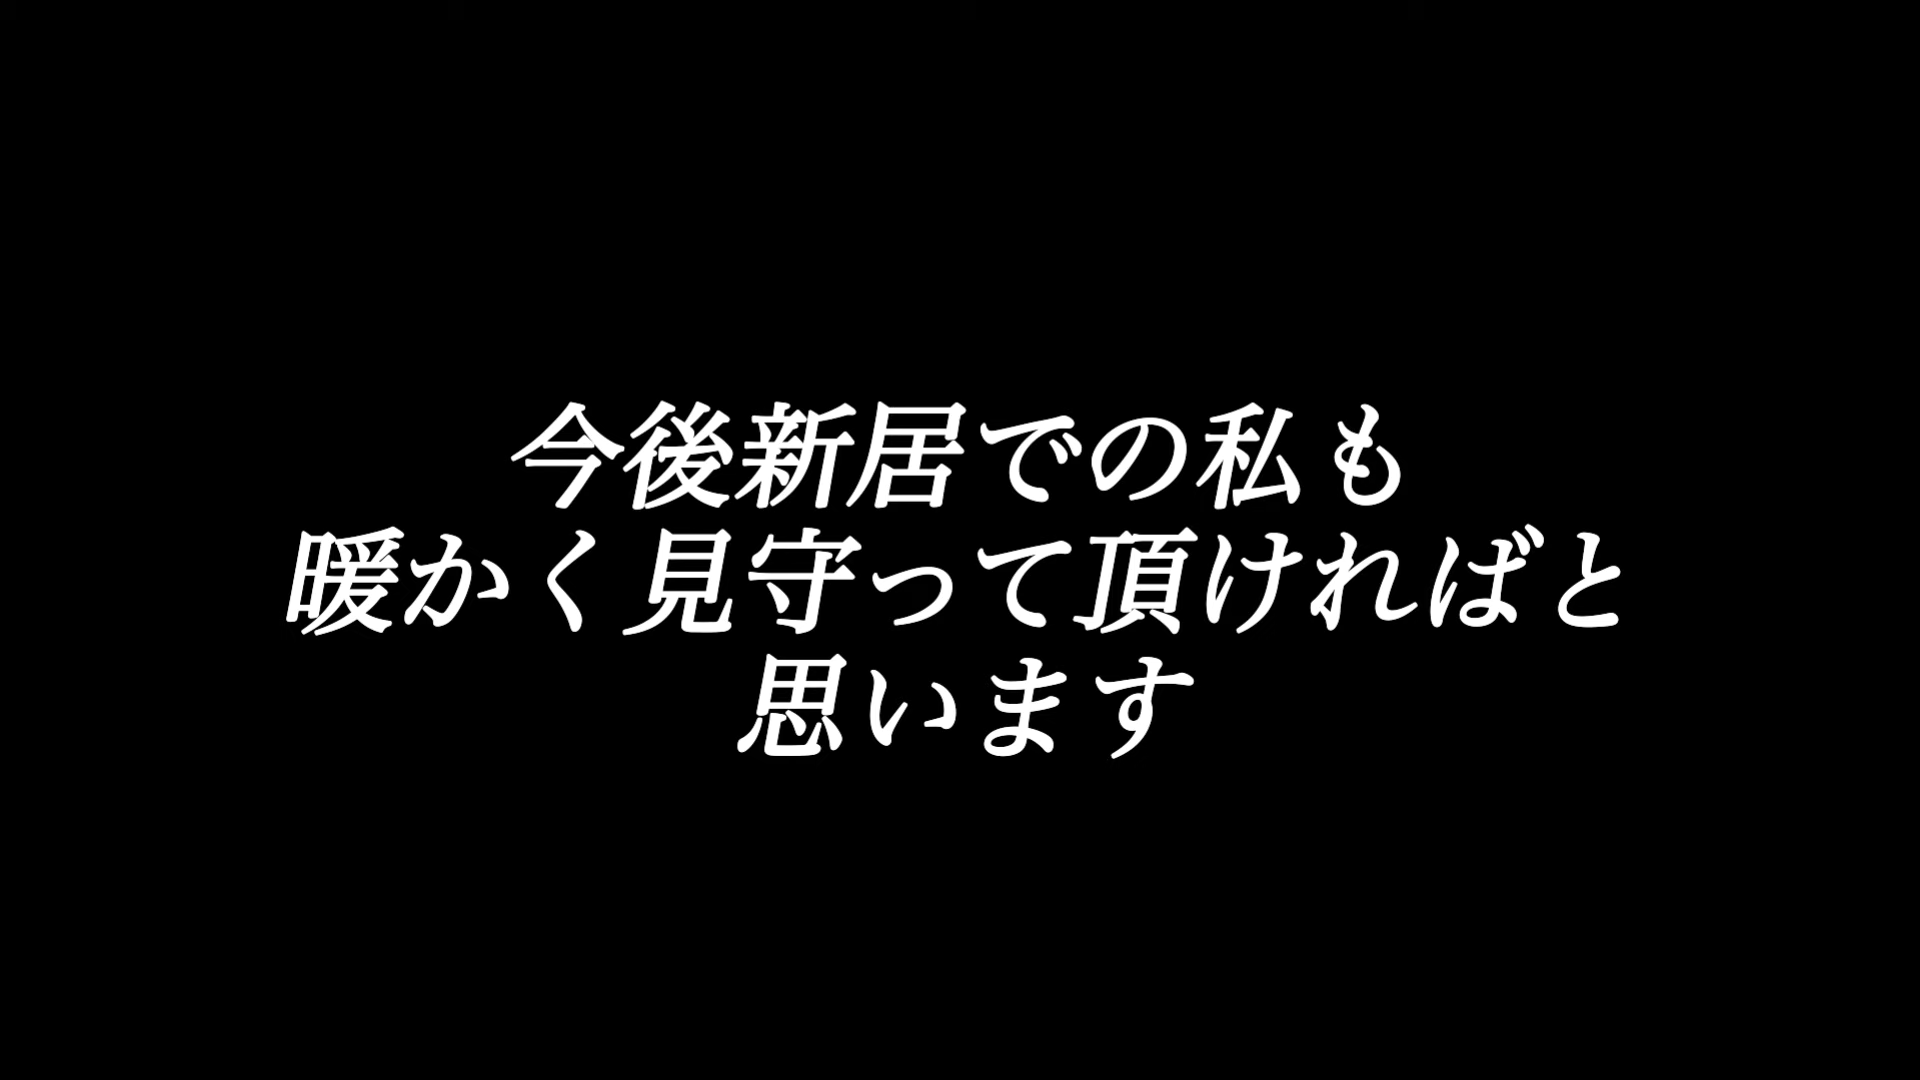 今後新居での私も
暖かく見守って頂ければと
思います